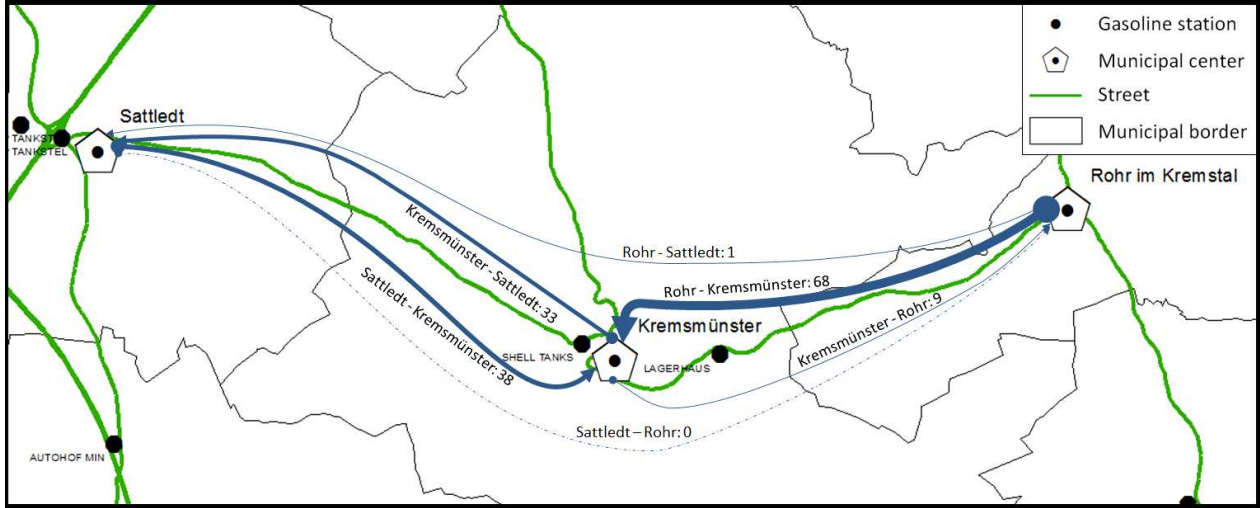 Gasoline station
Municipal center
Street
Municipal border
Sattledt
TANKST
TANKSTEL
Rohr im Kremstal
Kremsmünster - Sattledt: 33
Rohr - Sattledt: 1
Rohr - Kremsmünster: 68
Sattledt - Kremsmünster: 38
Kremsmünster - Rohr: 9
Kremsmünster
SHELL TANKS
LAGERHAUS
Sattledt – Rohr: 0
AUTOHOF MIN